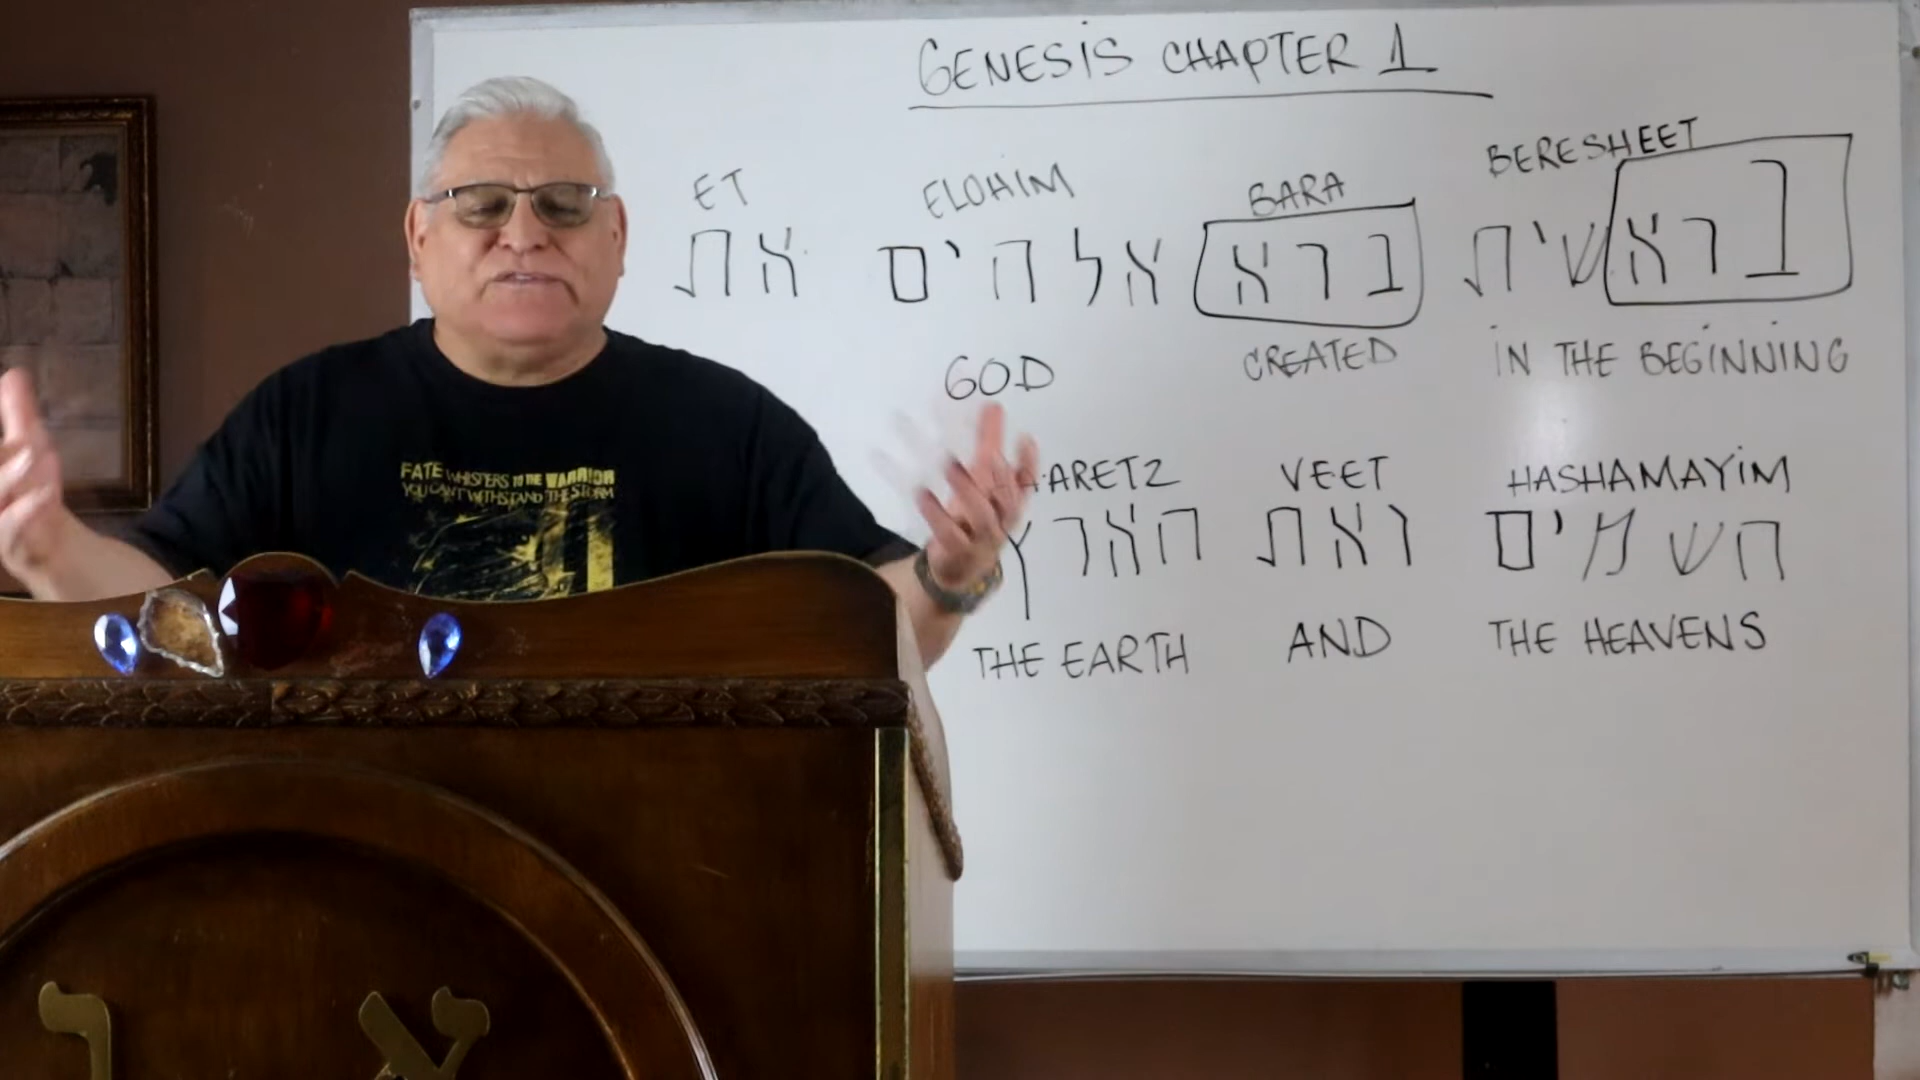 GENESIS CHAPTER 1
BERESHEET BARA ELOHIM ET
בראשית ברא אלהים את
IN THE BEGINNING CREATED GOD
HASHAMAYIM VEET HA'ARETZ
השמים ואת הארץ
THE HEAVENS AND THE EARTH
FATE WHISPERS TO THE WARRIOR
YOU CAN'T WITHSTAND THE STORM